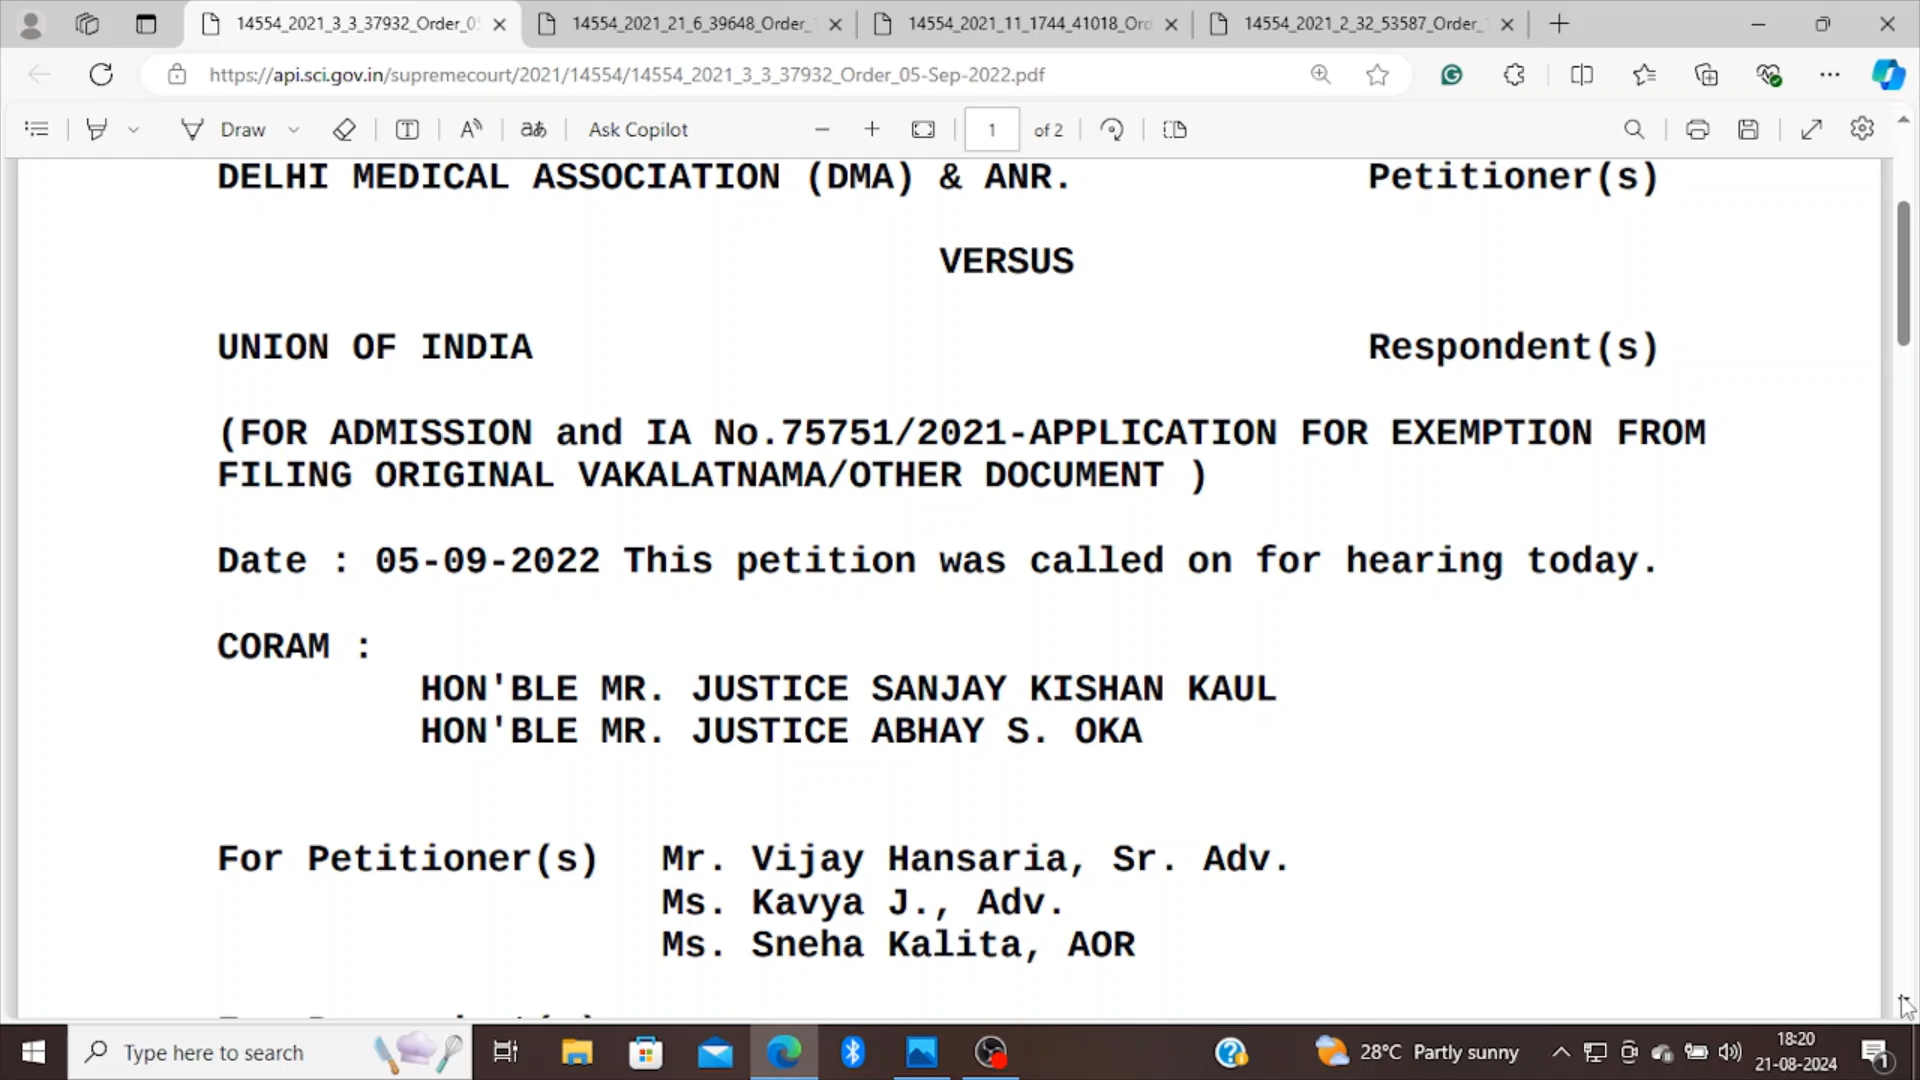 14554_2021_3_3_37932_Order_0
14554_2021_21_6_39648_Order_
14554_2021_11_1744_41018_Ord
14554_2021_2_32_53587_Order_
https://api.sci.gov.in/supremecourt/2021/14554/14554_2021_3_3_37932_Order_05-Sep-2022.pdf
Draw
Ask Copilot
1 of 2
DELHI MEDICAL ASSOCIATION (DMA) & ANR. Petitioner(s)
VERSUS
UNION OF INDIA Respondent(s)
(FOR ADMISSION and IA No.75751/2021-APPLICATION FOR EXEMPTION FROM
FILING ORIGINAL VAKALATNAMA/OTHER DOCUMENT )
Date : 05-09-2022 This petition was called on for hearing today.
CORAM :
HON'BLE MR. JUSTICE SANJAY KISHAN KAUL
HON'BLE MR. JUSTICE ABHAY S. OKA
For Petitioner(s) Mr. Vijay Hansaria, Sr. Adv.
Ms. Kavya J., Adv.
Ms. Sneha Kalita, AOR
Type here to search
28°C Partly sunny
18:20
21-08-2024
1